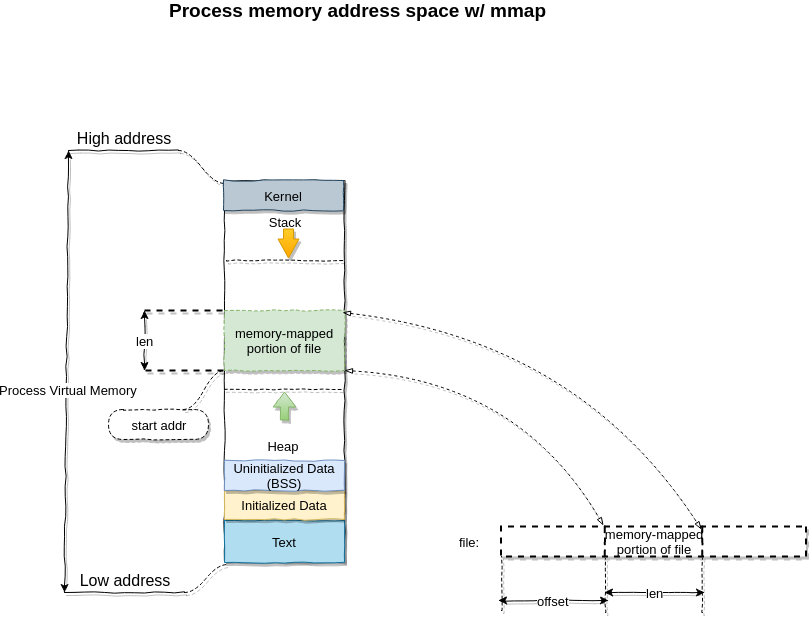 Process memory address space w/ mmap
High address
Kernel
Stack
memory-mapped
portion of file
len
Process Virtual Memory
start addr
Heap
Uninitialized Data
(BSS)
Initialized Data
Text
Low address
file:
memory-mapped
portion of file
offset
len